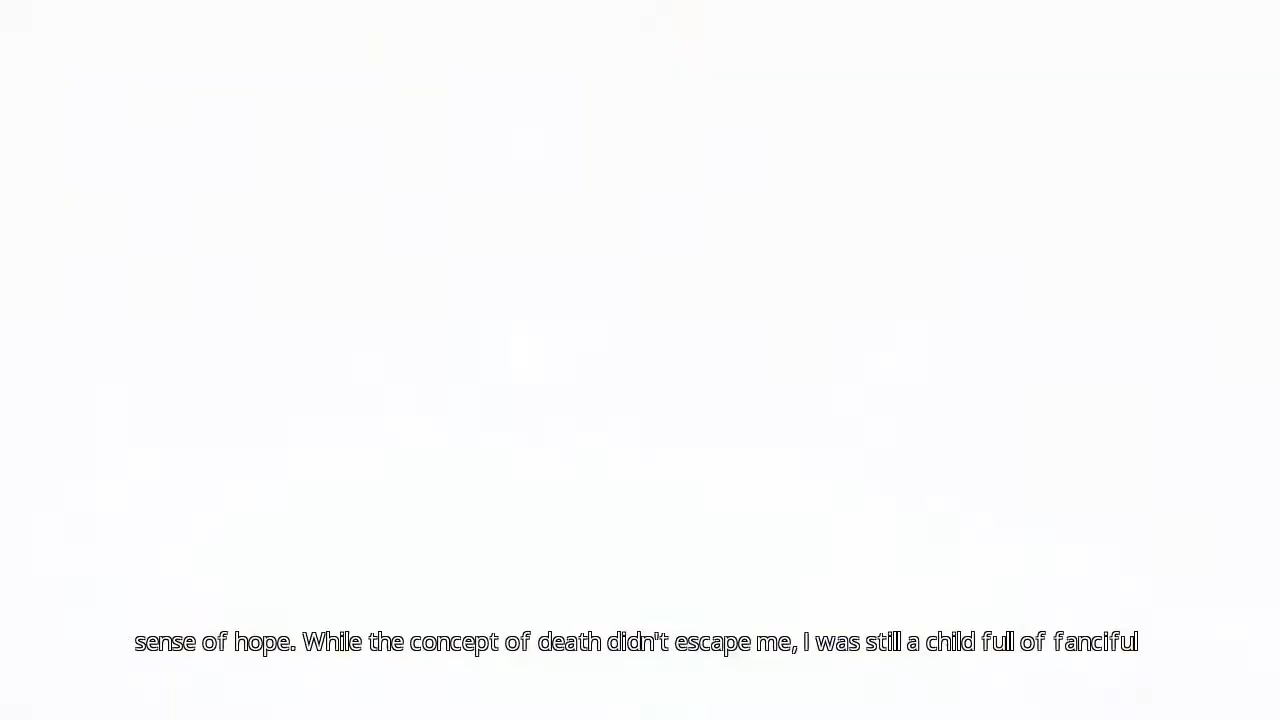 sense of hope. While the concept of death didn't escape me, I was still a child full of fanciful